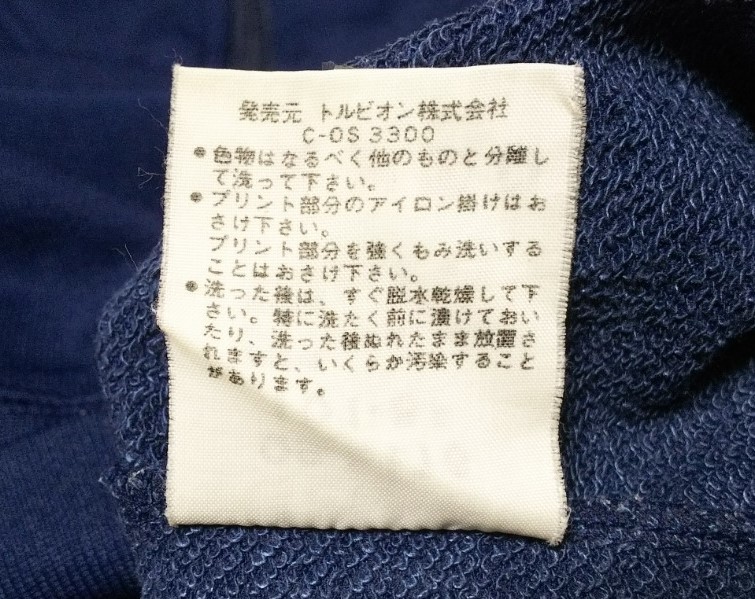 発売元 トルビオン株式会社
C-OS 3300
●色物はなるべく他のものと分離し
て洗って下さい。
●プリント部分のアイロン掛けはお
さけ下さい。
プリント部分を強くもみ洗いする
ことはおさけ下さい。
●洗った後は、すぐ脱水乾燥して下
さい。特に洗たく前に漬けておい
たり、洗った後ぬれたまま放置さ
れますと、いくらか汚染すること
があります。